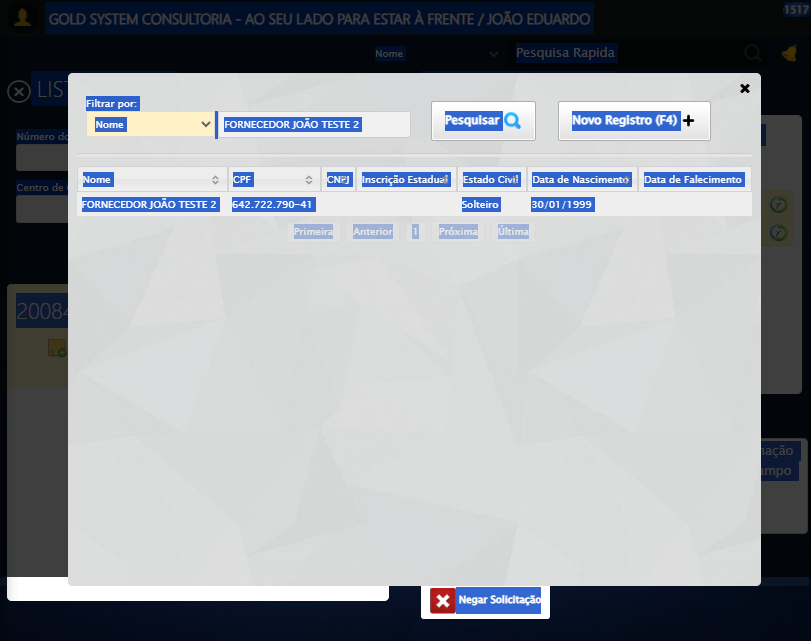 GOLD SYSTEM CONSULTORIA - AO SEU LADO PARA ESTAR À FRENTE / JOÃO EDUARDO
1517
Nome
Pesquisa Rapida
LIS
Filtrar por:
Nome
FORNECEDOR JOÃO TESTE 2
Pesquisar
Novo Registro (F4)
Número do
Centro de
Nome CPF CNPJ Inscrição Estadual Estado Civil Data de Nascimento Data de Falecimento
FORNECEDOR JOÃO TESTE 2 642.722.790-41 Solteiro 30/01/1999
Primeira Anterior 1 Próxima Última
20084
mação
ampo
Negar Solicitação